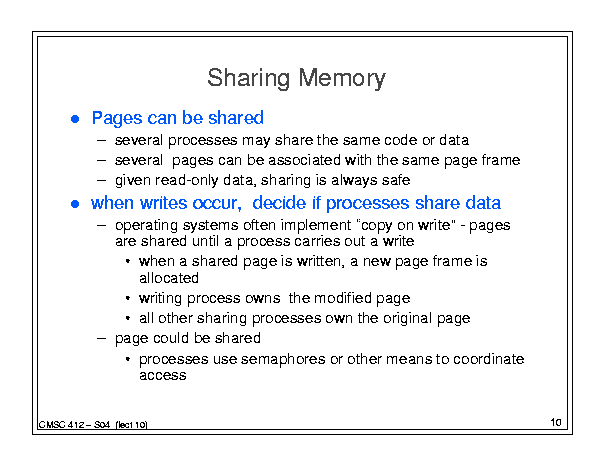 Sharing Memory
● Pages can be shared
– several processes may share the same code or data
– several pages can be associated with the same page frame
– given read-only data, sharing is always safe
● when writes occur, decide if processes share data
– operating systems often implement "copy on write" - pages
are shared until a process carries out a write
• when a shared page is written, a new page frame is
allocated
• writing process owns the modified page
• all other sharing processes own the original page
– page could be shared
• processes use semaphores or other means to coordinate
access
CMSC 412 – S04 (lect 10)
10